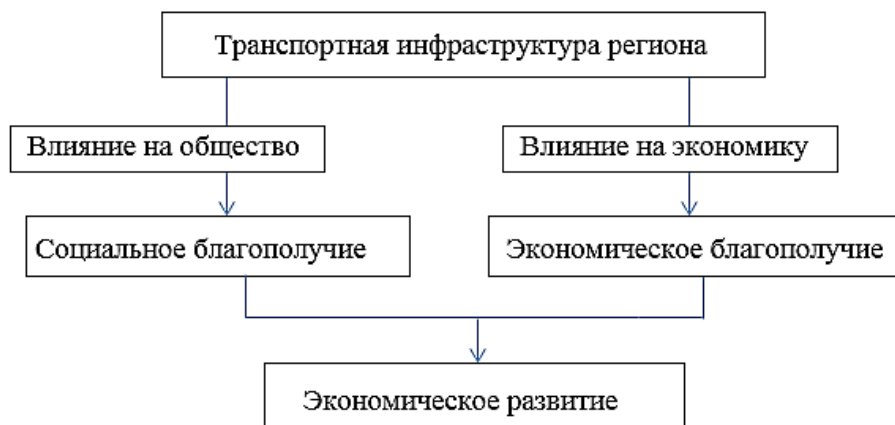 Транспортная инфраструктура региона
Влияние на общество
Влияние на экономику
Социальное благополучие
Экономическое благополучие
Экономическое развитие